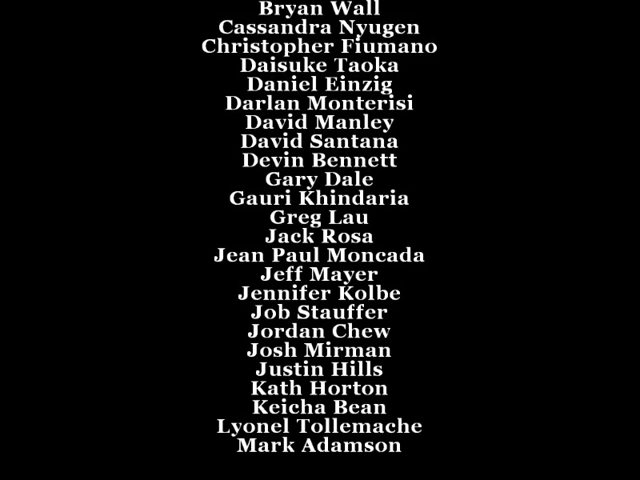 Bryan Wall
Cassandra Nyugen
Christopher Fiumano
Daisuke Taoka
Daniel Einzig
Darlan Monterisi
David Manley
David Santana
Devin Bennett
Gary Dale
Gauri Khindaria
Greg Lau
Jack Rosa
Jean Paul Moncada
Jeff Mayer
Jennifer Kolbe
Job Stauffer
Jordan Chew
Josh Mirman
Justin Hills
Kath Horton
Keicha Bean
Lyonel Tollemache
Mark Adamson